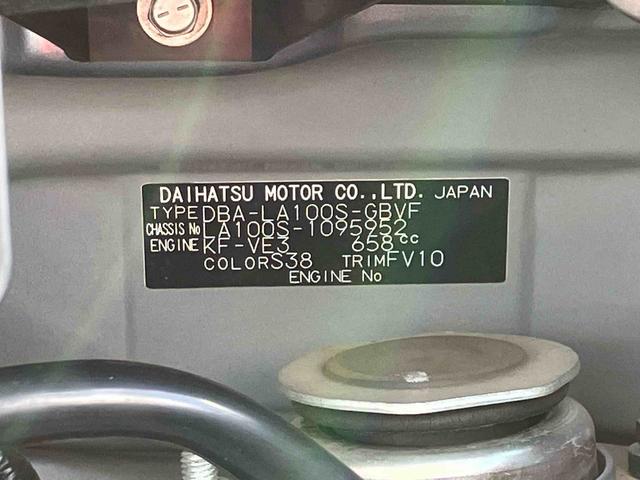 DAIHATSU MOTOR CO.,LTD. JAPAN
TYPE DBA-LA100S-GBVF
CHASSIS No LA100S-1095952
ENGINE KF-VE3 658cc
COLOR S38 TRIM FV10
ENGINE No